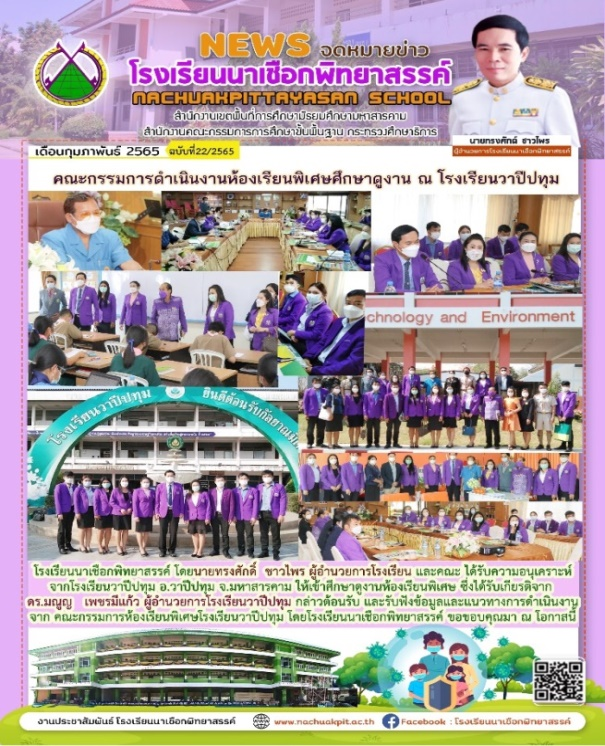 NEWS จดหมายข่าว
โรงเรียนนาเชือกพิทยาสรรค์
NACHUAKPITTAYASAN SCHOOL
สำนักงานเขตพื้นที่การศึกษามัธยมศึกษามหาสารคาม
สำนักงานคณะกรรมการการศึกษาขั้นพื้นฐาน กระทรวงศึกษาธิการ
นายทรงศักดิ์ ชาวไพร
ผู้อำนวยการโรงเรียนนาเชือกพิทยาสรรค์
เดือนกุมภาพันธ์ 2565 ฉบับที่22/2565
คณะกรรมการดำเนินงานห้องเรียนพิเศษศึกษาดูงาน ณ โรงเรียนวาปีปทุม
chnology and Environment
โรงเรียนวาปีปทุม ยินดีต้อนรับกัลยาณมิ
โรงเรียนนาเชือกพิทยาสรรค์ โดยนายทรงศักดิ์ ชาวไพร ผู้อำนวยการโรงเรียน และคณะ ได้รับความอนุเคราะห์
จากโรงเรียนวาปีปทุม อ.วาปีปทุม จ.มหาสารคาม ให้เข้าศึกษาดูงานห้องเรียนพิเศษ ซึ่งได้รับเกียรติจาก
ดร.มณูญ เพชรมีแก้ว ผู้อำนวยการโรงเรียนวาปีปทุม กล่าวต้อนรับ และรับฟังข้อมูลและแนวทางการดำเนินงาน
จาก คณะกรรมการห้องเรียนพิเศษโรงเรียนวาปีปทุม โดยโรงเรียนนาเชือกพิทยาสรรค์ ขอขอบคุณมา ณ โอกาสนี้
งานประชาสัมพันธ์ โรงเรียนนาเชือกพิทยาสรรค์ www.nachuakpit.ac.th Facebook : โรงเรียนนาเชือกพิทยาสรรค์